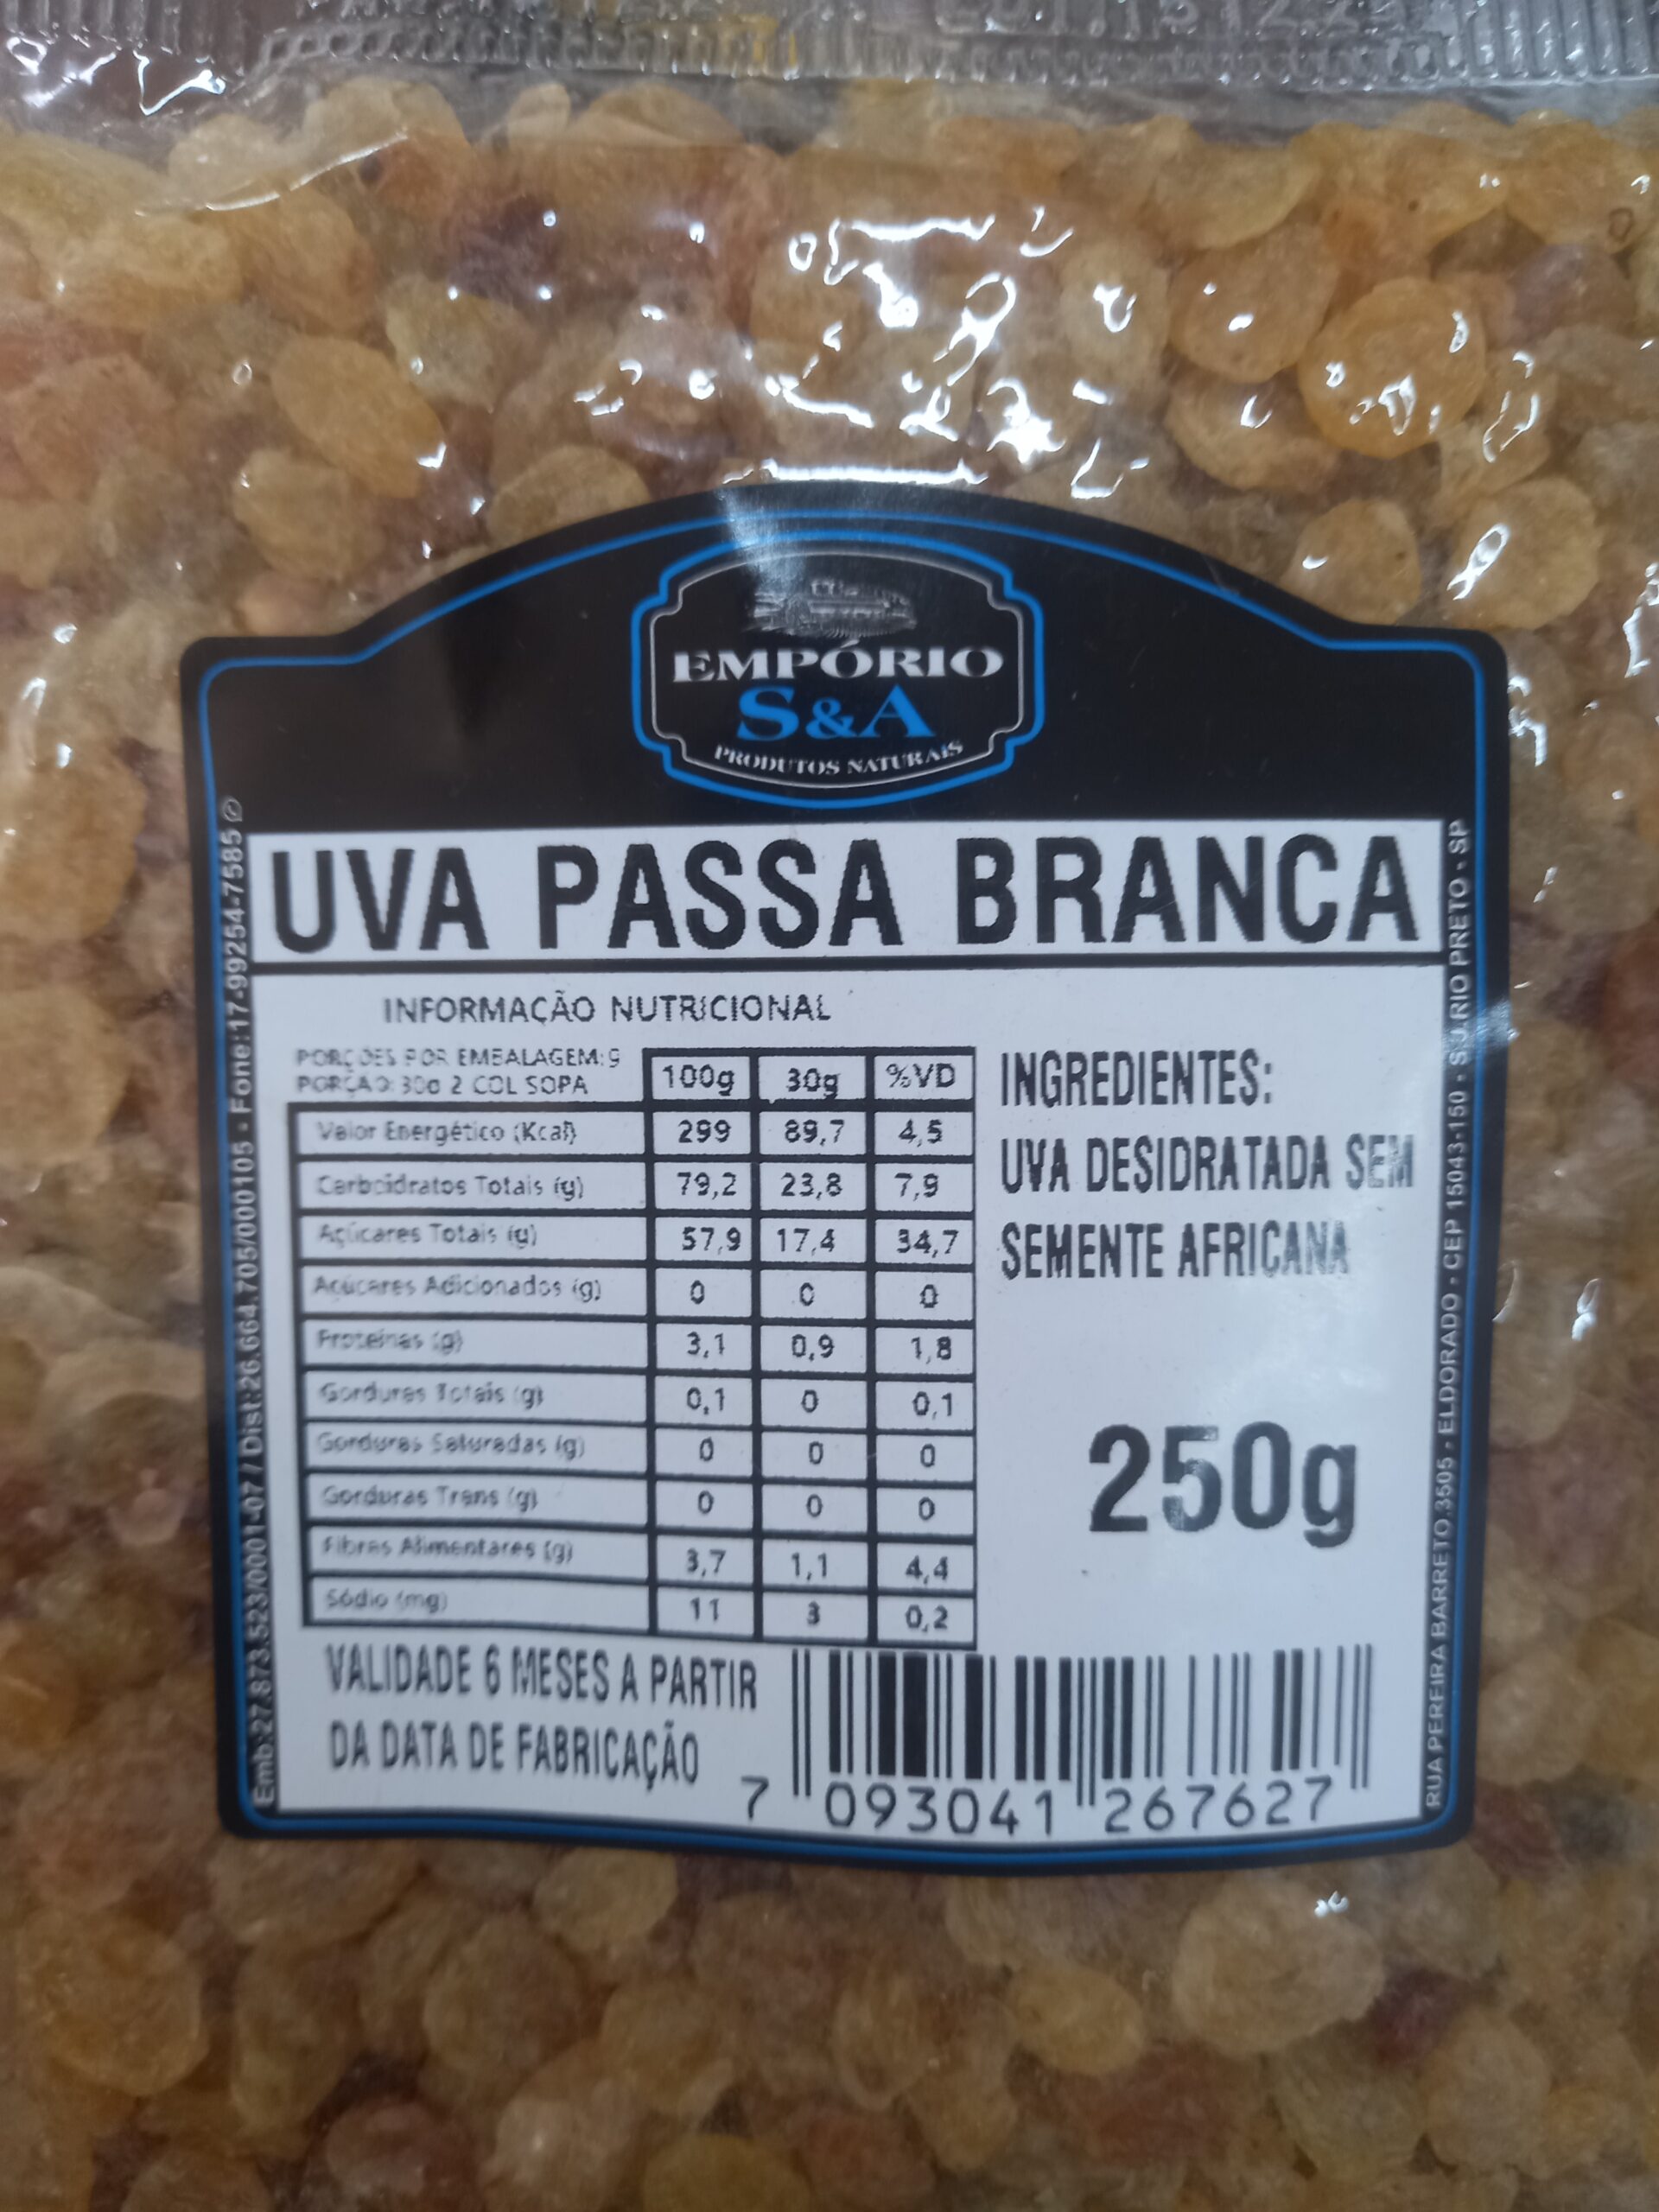 EMPÓRIO
S&A
PRODUTOS NATURAIS
UVA PASSA BRANCA
INFORMAÇÃO NUTRICIONAL
PORÇOES POR EMBALAGEM: 9
PORÇAO: 30g 2 COL SOPA
100g 30g %VD
Valor Energético (Kcal) 299 89,7 4,5
Carboidratos Totais (g) 79,2 23,8 7,9
Açúcares Totais (g) 57,9 17,4 34,7
Acúcares Adicionados (g) 0 0 0
Proteínas (g) 3,1 0,9 1,8
Gorduras Totais (g) 0,1 0 0,1
Gorduras Saturadas (g) 0 0 0
Gorduras Trans (g) 0 0 0
Fibras Alimentares (g) 3,7 1,1 4,4
Sódio (mg) 11 3 0,2
INGREDIENTES:
UVA DESIDRATADA SEM
SEMENTE AFRICANA
250g
VALIDADE 6 MESES A PARTIR
DA DATA DE FABRICAÇÃO
7 093041 267627
Emb:27.873.523/0001-07 / Dist:26.664.705/000105 - Fone:17-99254-7585
RUA PEREIRA BARRETO,3505 - ELDORADO - CEP 15043-150 - SJ.RIO PRETO - SP